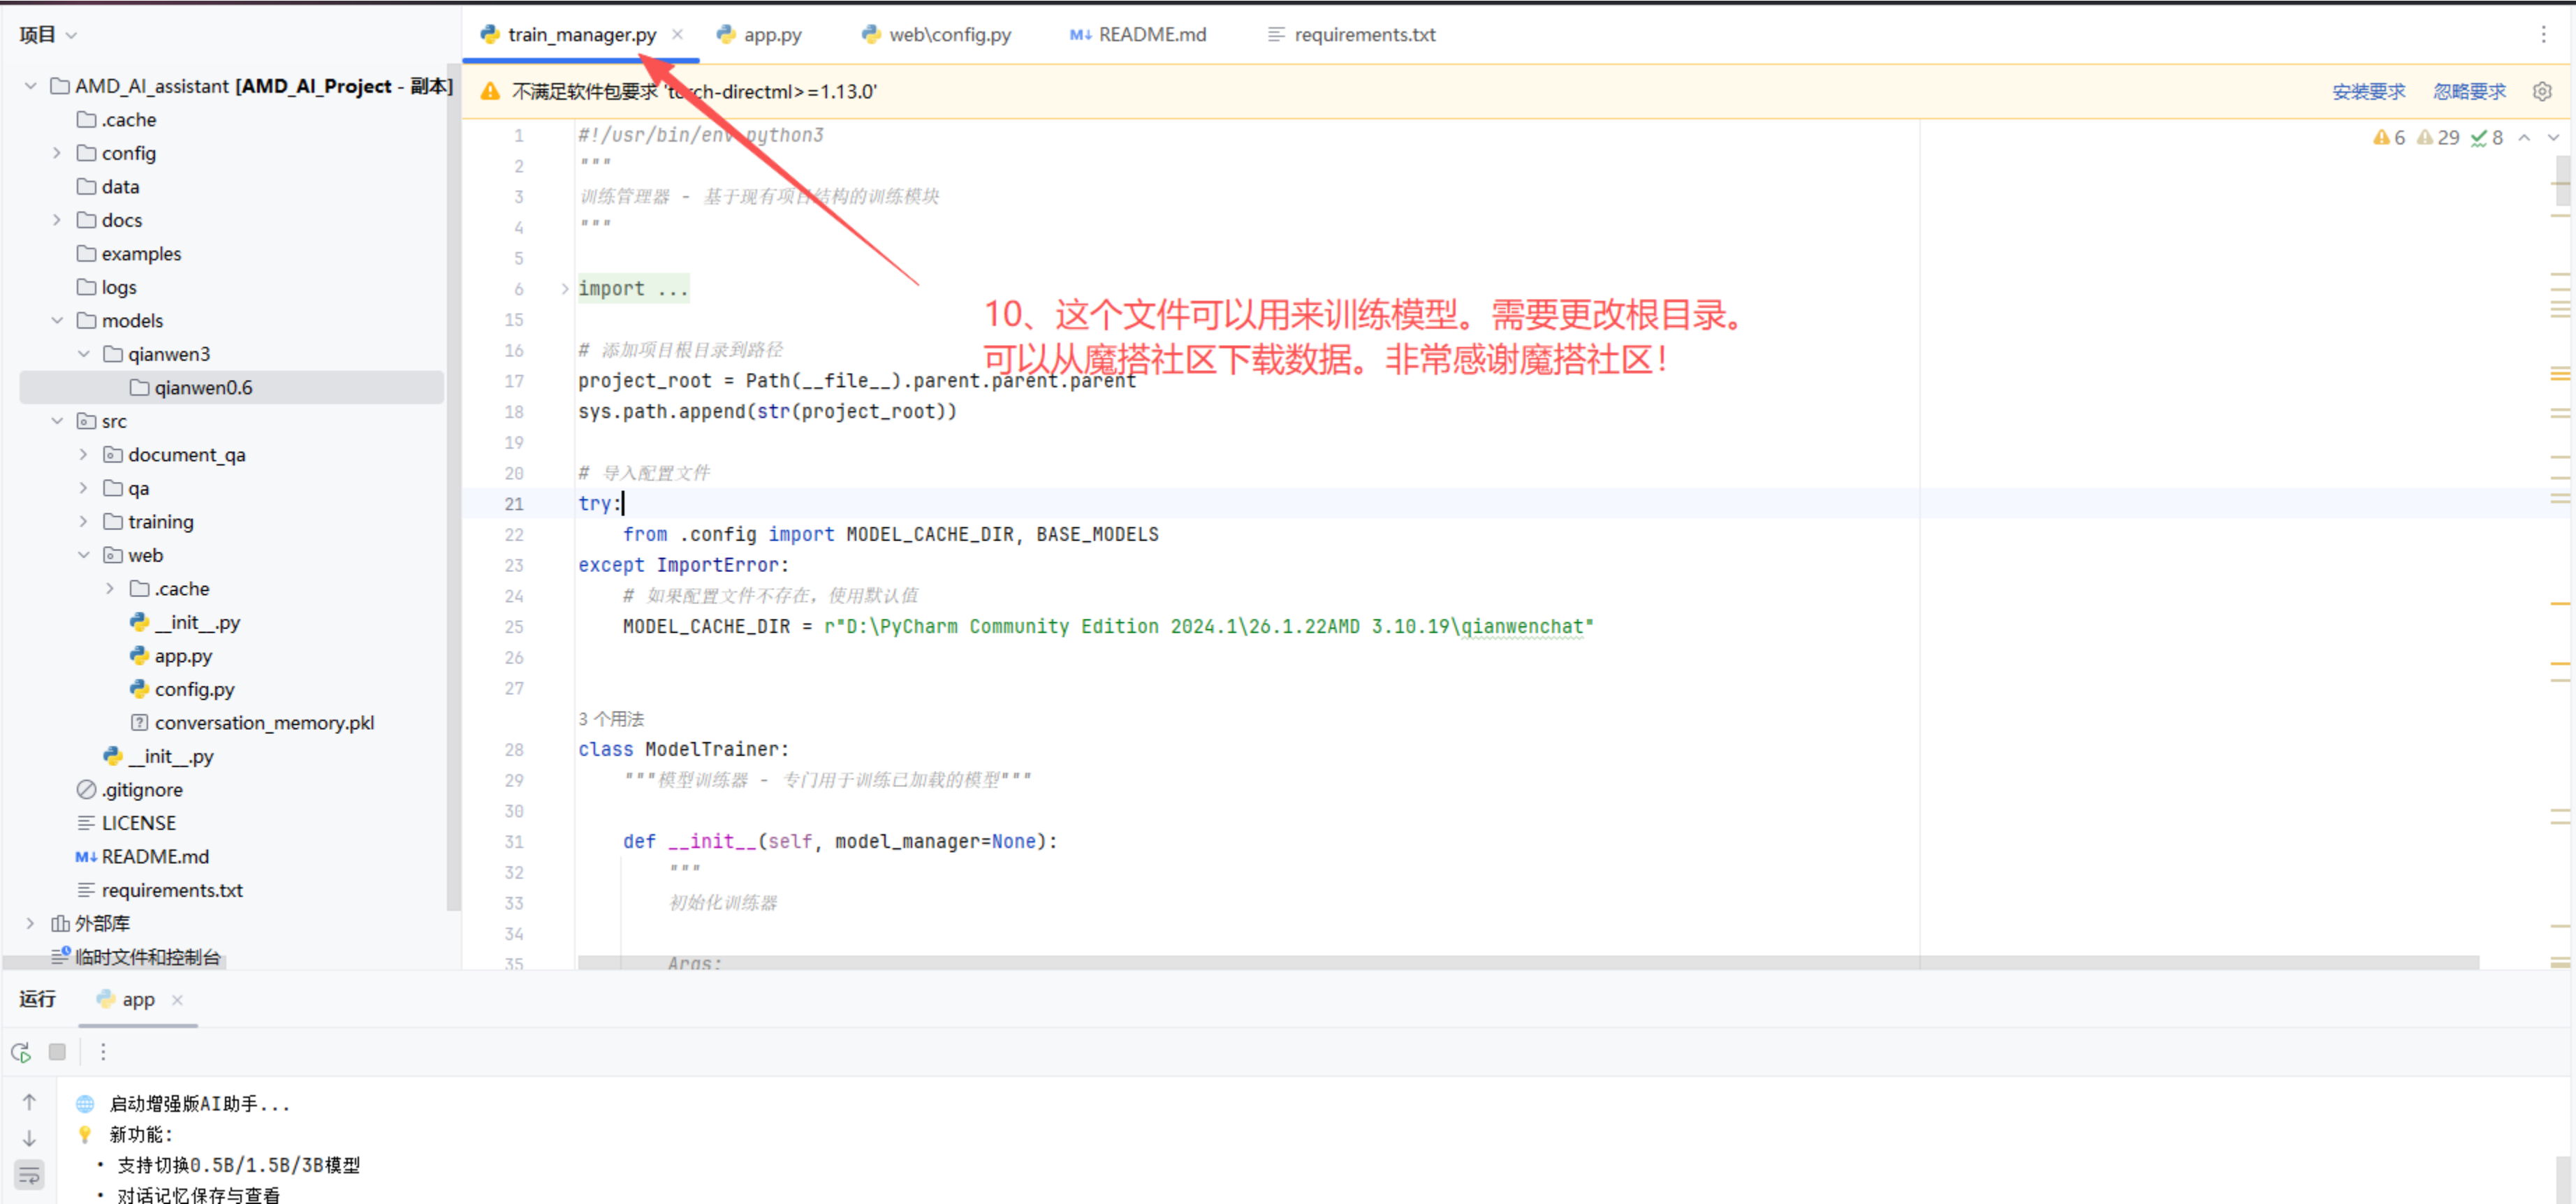 项目
train_manager.py
app.py
web\config.py
README.md
requirements.txt
AMD_AI_assistant [AMD_AI_Project - 副本]
不满足软件包要求 'torch-directml>=1.13.0'
安装要求
忽略要求
6
29
8
.cache
config
data
docs
examples
logs
models
qianwen3
qianwen0.6
src
document_qa
qa
training
web
.cache
__init__.py
app.py
config.py
conversation_memory.pkl
__init__.py
.gitignore
LICENSE
README.md
requirements.txt
外部库
临时文件和控制台
1 #!/usr/bin/env python3
2 """
3 训练管理器 - 基于现有项目结构的训练模块
4 """
5
6 import ...
10、这个文件可以用来训练模型。需要更改根目录。
可以从魔搭社区下载数据。非常感谢魔搭社区！
15
16 # 添加项目根目录到路径
17 project_root = Path(__file__).parent.parent.parent
18 sys.path.append(str(project_root))
19
20 # 导入配置文件
21 try:
22 from .config import MODEL_CACHE_DIR, BASE_MODELS
23 except ImportError:
24 # 如果配置文件不存在，使用默认值
25 MODEL_CACHE_DIR = r"D:\PyCharm Community Edition 2024.1\26.1.22AMD 3.10.19\qianwenchat"
26
27
3 个用法
28 class ModelTrainer:
29 """模型训练器 - 专门用于训练已加载的模型"""
30
31 def __init__(self, model_manager=None):
32 """
33 初始化训练器
34
35 Args:
运行
app
启动增强版AI助手...
新功能:
• 支持切换0.5B/1.5B/3B模型
• 对话记忆保存与查看